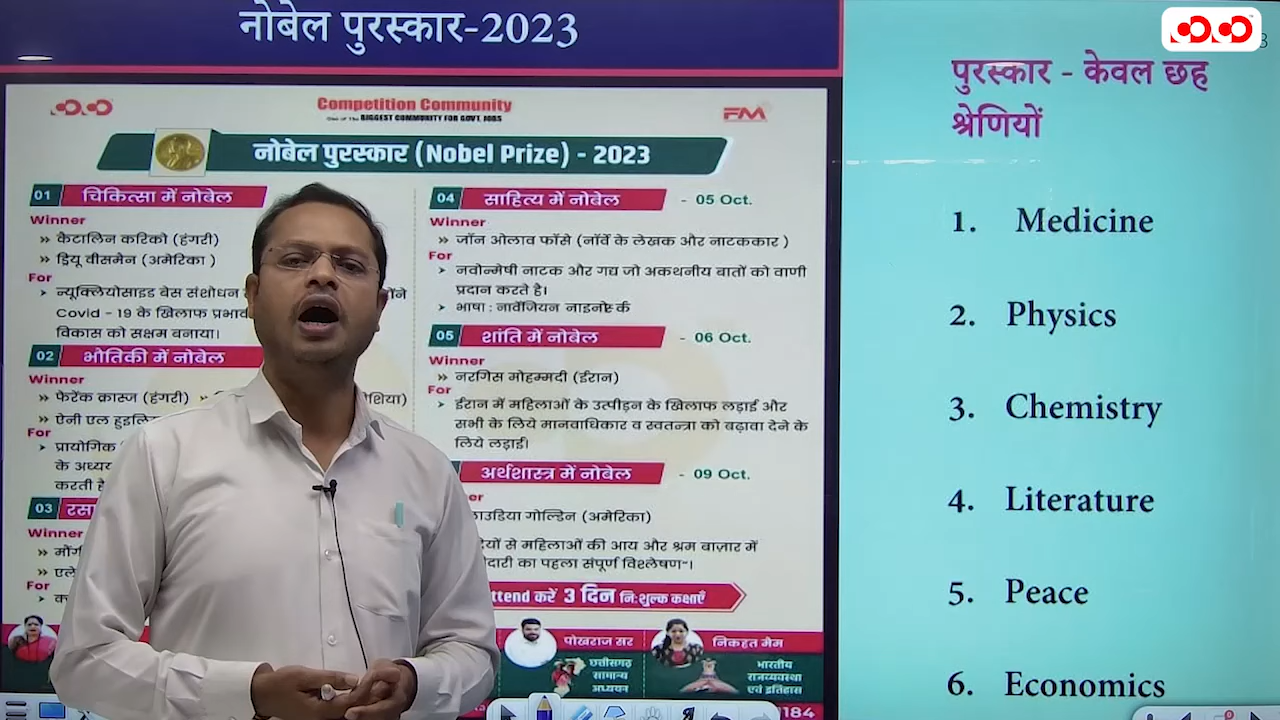 नोबेल पुरस्कार-2023
Competition Community
One of The BIGGEST COMMUNITY FOR GOVT. JOBS
FM
नोबेल पुरस्कार (Nobel Prize) - 2023
01 चिकित्सा में नोबेल
Winner
» कैटालिन करिको (हंगरी)
» ड्रियू वीसमैन (अमेरिका )
For
➤ न्यूक्लियोसाइड बेस संशोधन
Covid - 19 के खिलाफ
विकास को सक्षम बनाया।
02 भौतिकी में नोबेल
Winner
» फेरेंक क्रास्ज (हंगरी) »
» ऐनी एल
For
➤ प्रायोगिक
के
करती
03
Winner
»
»
For
➤
04 साहित्य में नोबेल - 05 Oct.
Winner
» जॉन ओलाव फॉसे (नॉर्वे के लेखक और नाटककार )
For
➤ नवोन्मेषी नाटक और गद्य जो अकथनीय बातों को वाणी
प्रदान करते है।
➤ भाषा : नार्वेजियन
05 शांति में नोबेल - 06 Oct.
Winner
» नरगिस मोहम्मदी (ईरान)
For
➤ ईरान में महिलाओं के उत्पीड़न के खिलाफ लड़ाई और
सभी के लिये मानवाधिकार व स्वतन्त्रा को बढ़ावा देने के
लिये लड़ाई।
अर्थशास्त्र में नोबेल - 09 Oct.
गोल्डिन (अमेरिका)
से महिलाओं की आय और श्रम बाज़ार में
का पहला संपूर्ण विश्लेषण
करें 3 दिन नि:शुल्क कक्षाएँ
पोखराज सर
छत्तीसगढ़
सामान्य
अध्ययन
निकहत मेम
भारतीय
राजव्यवस्था
एवं इतिहास
पुरस्कार - केवल छह
श्रेणियों
1. Medicine
2. Physics
3. Chemistry
4. Literature
5. Peace
6. Economics